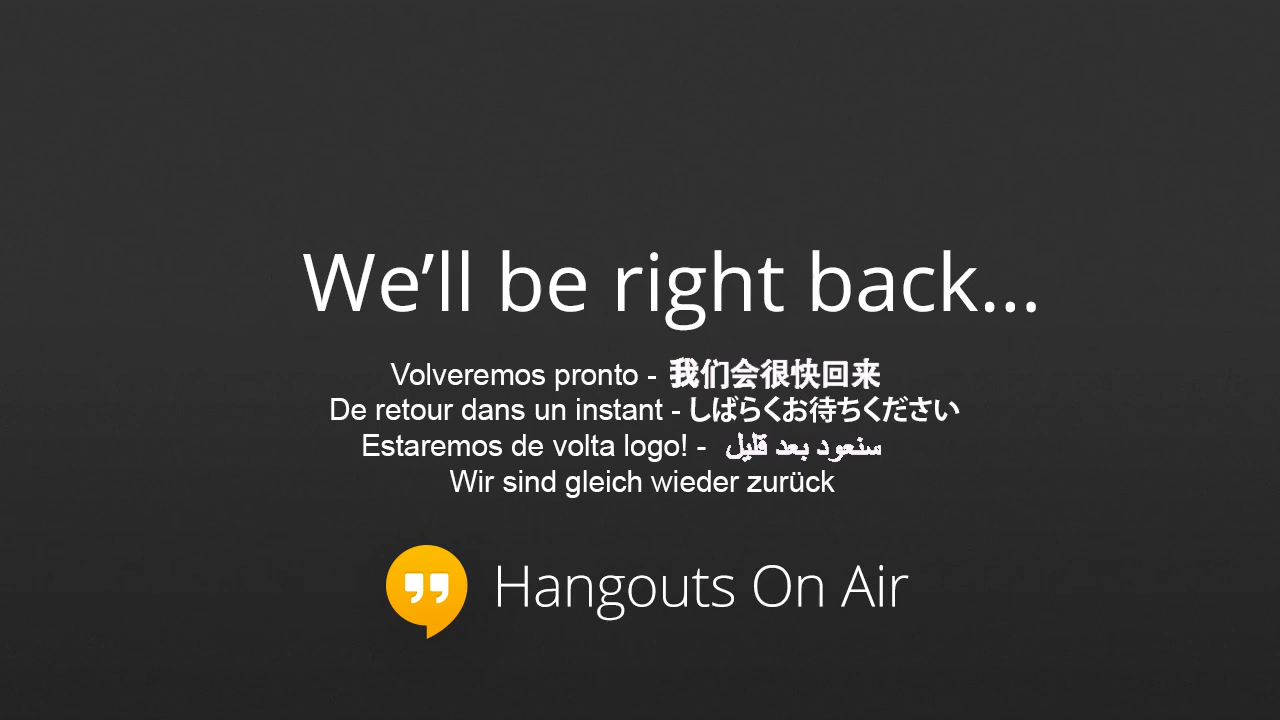 We’ll be right back...
Volveremos pronto - 我们会很快回来
De retour dans un instant - しばらくお待ちください
Estaremos de volta logo! - سنعود بعد قليل
Wir sind gleich wieder zurück
Hangouts On Air